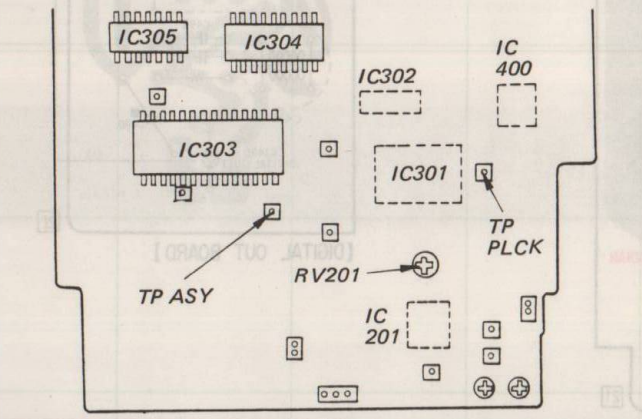 IC305
IC304
IC302
IC
400
IC303
IC301
TP
PLCK
TP ASY
RV201
IC
201
[DIGITAL OUT BOARD]